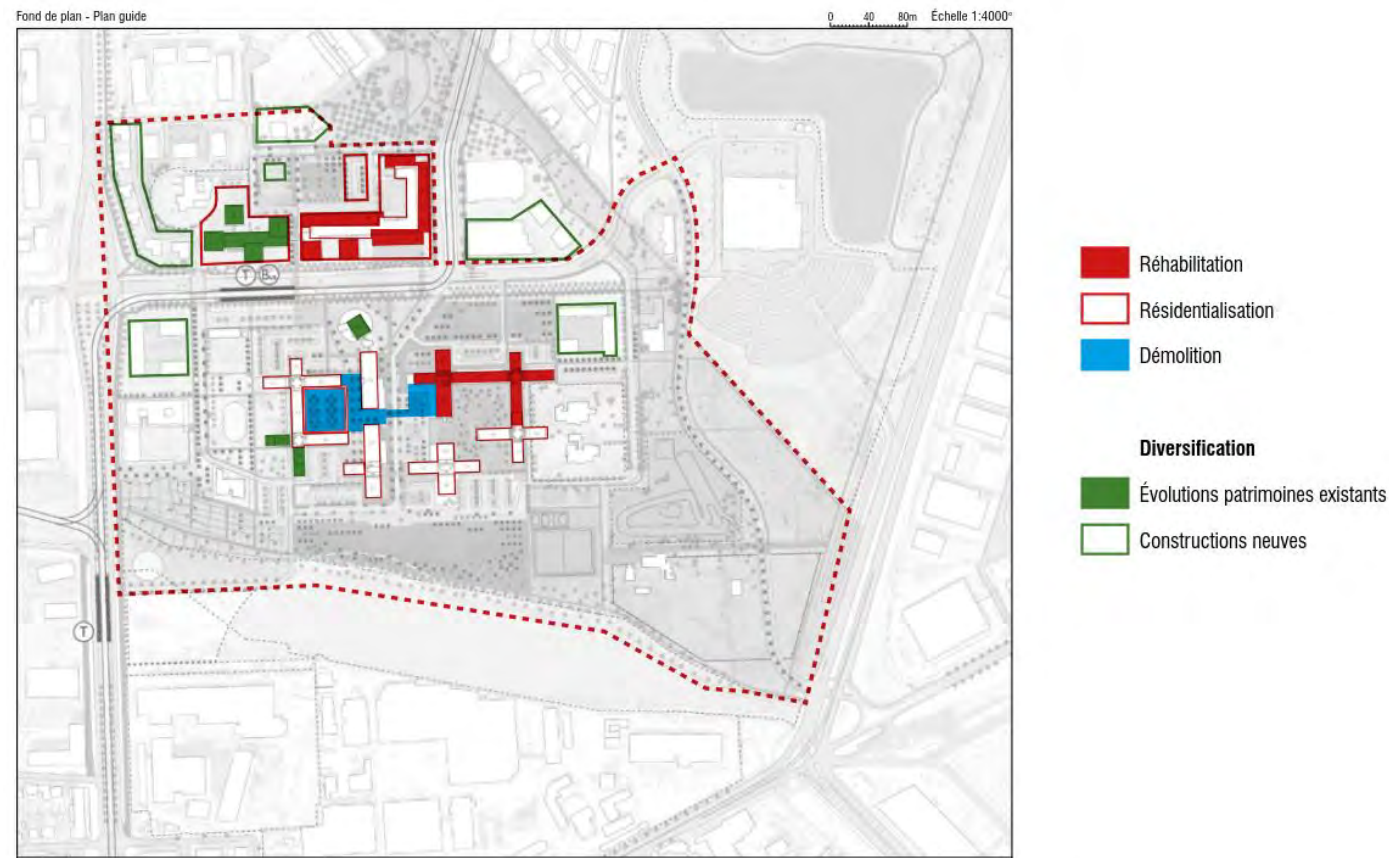 Fond de plan - Plan guide
0 40 80m Échelle 1:4000°
Réhabilitation
Résidentialisation
Démolition
Diversification
Évolutions patrimoines existants
Constructions neuves
T
T